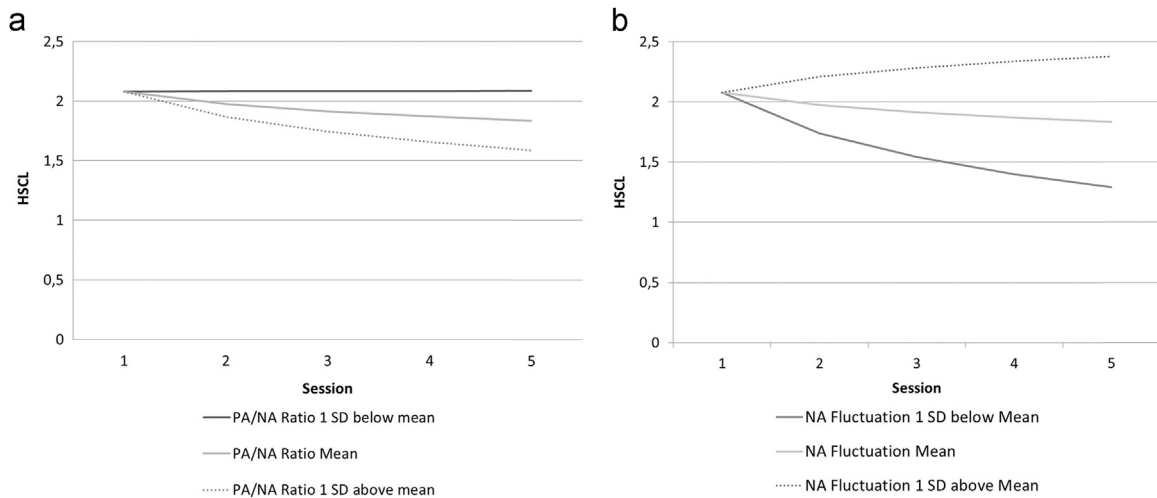 a
2,5
2
1,5
1
0,5
0
HSCL
1 2 3 4 5
Session
PA/NA Ratio 1 SD below mean
PA/NA Ratio Mean
PA/NA Ratio 1 SD above mean
b
2,5
2
1,5
1
0,5
0
HSCL
1 2 3 4 5
Session
NA Fluctuation 1 SD below Mean
NA Fluctuation Mean
NA Fluctuation 1 SD above Mean